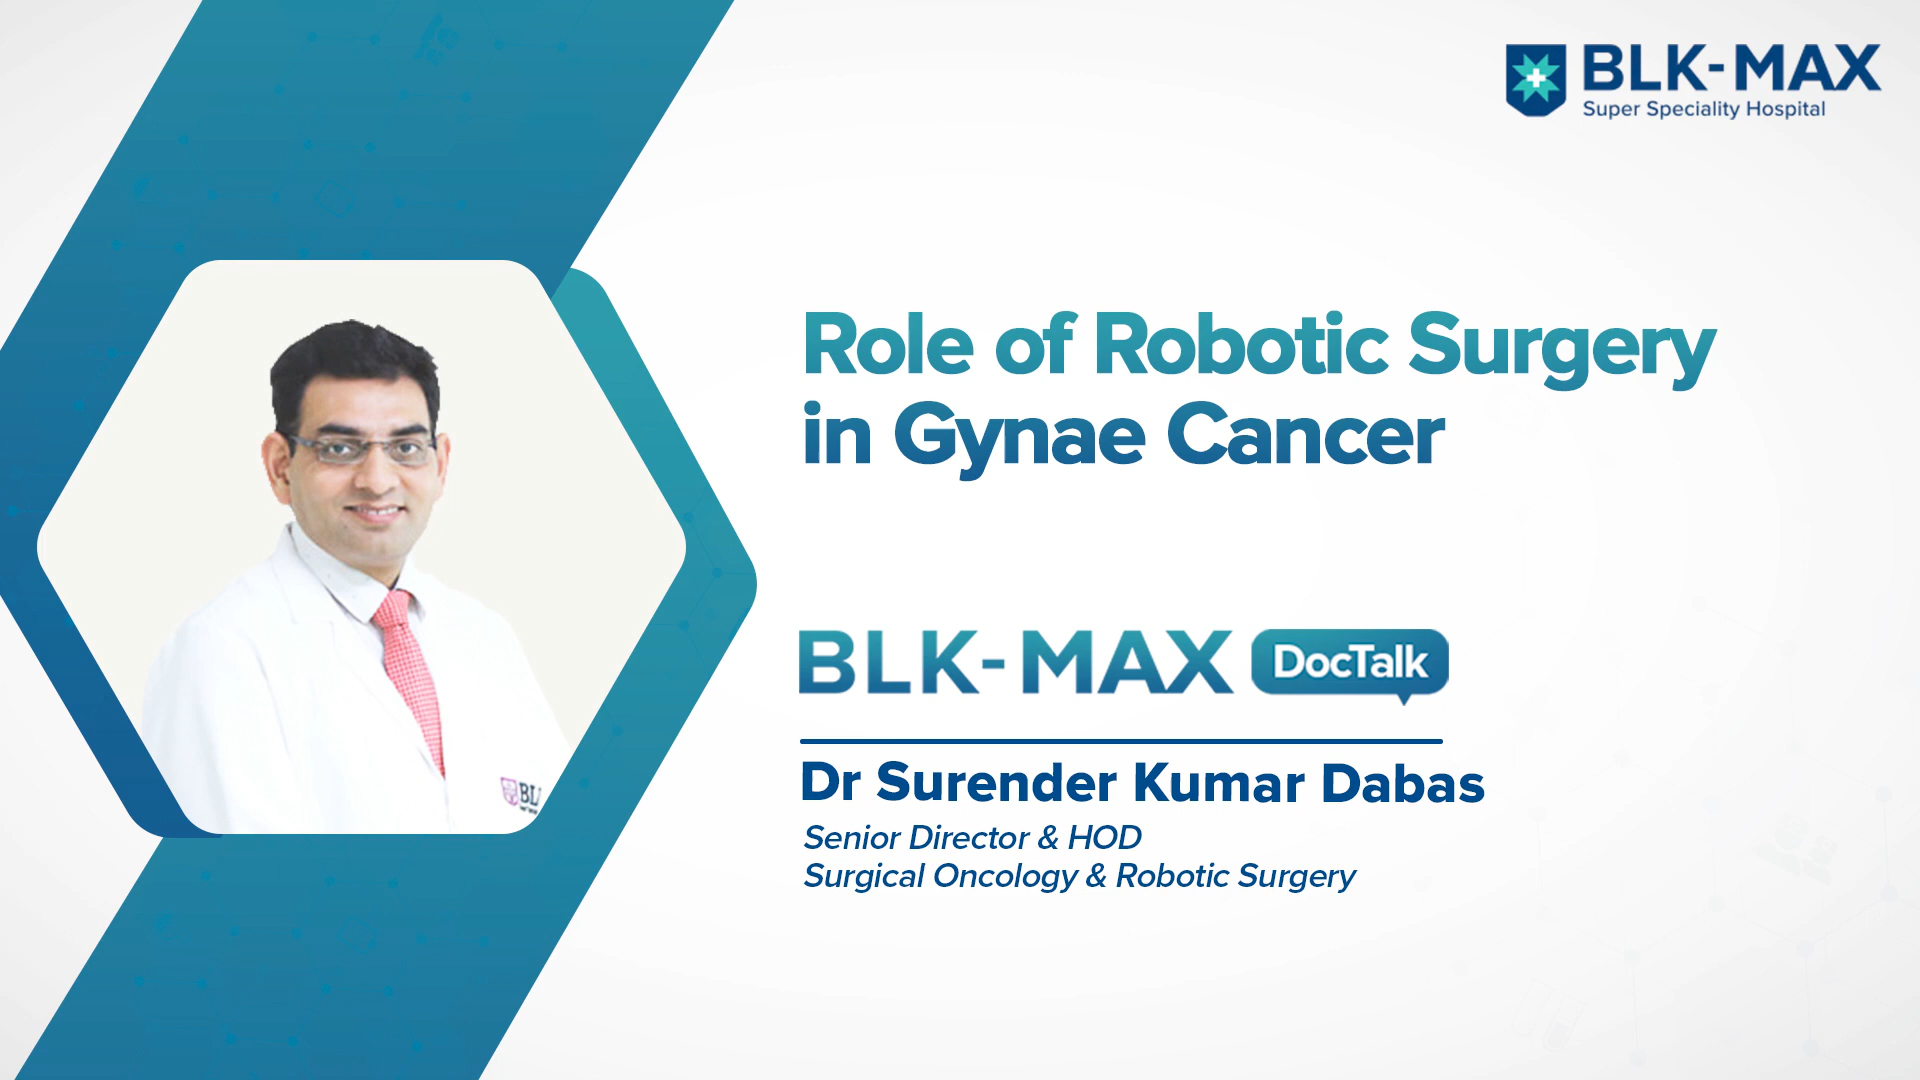 BLK-MAX
Super Speciality Hospital
Role of Robotic Surgery
in Gynae Cancer
BLK-MAX DocTalk
Dr Surender Kumar Dabas
Senior Director & HOD
Surgical Oncology & Robotic Surgery